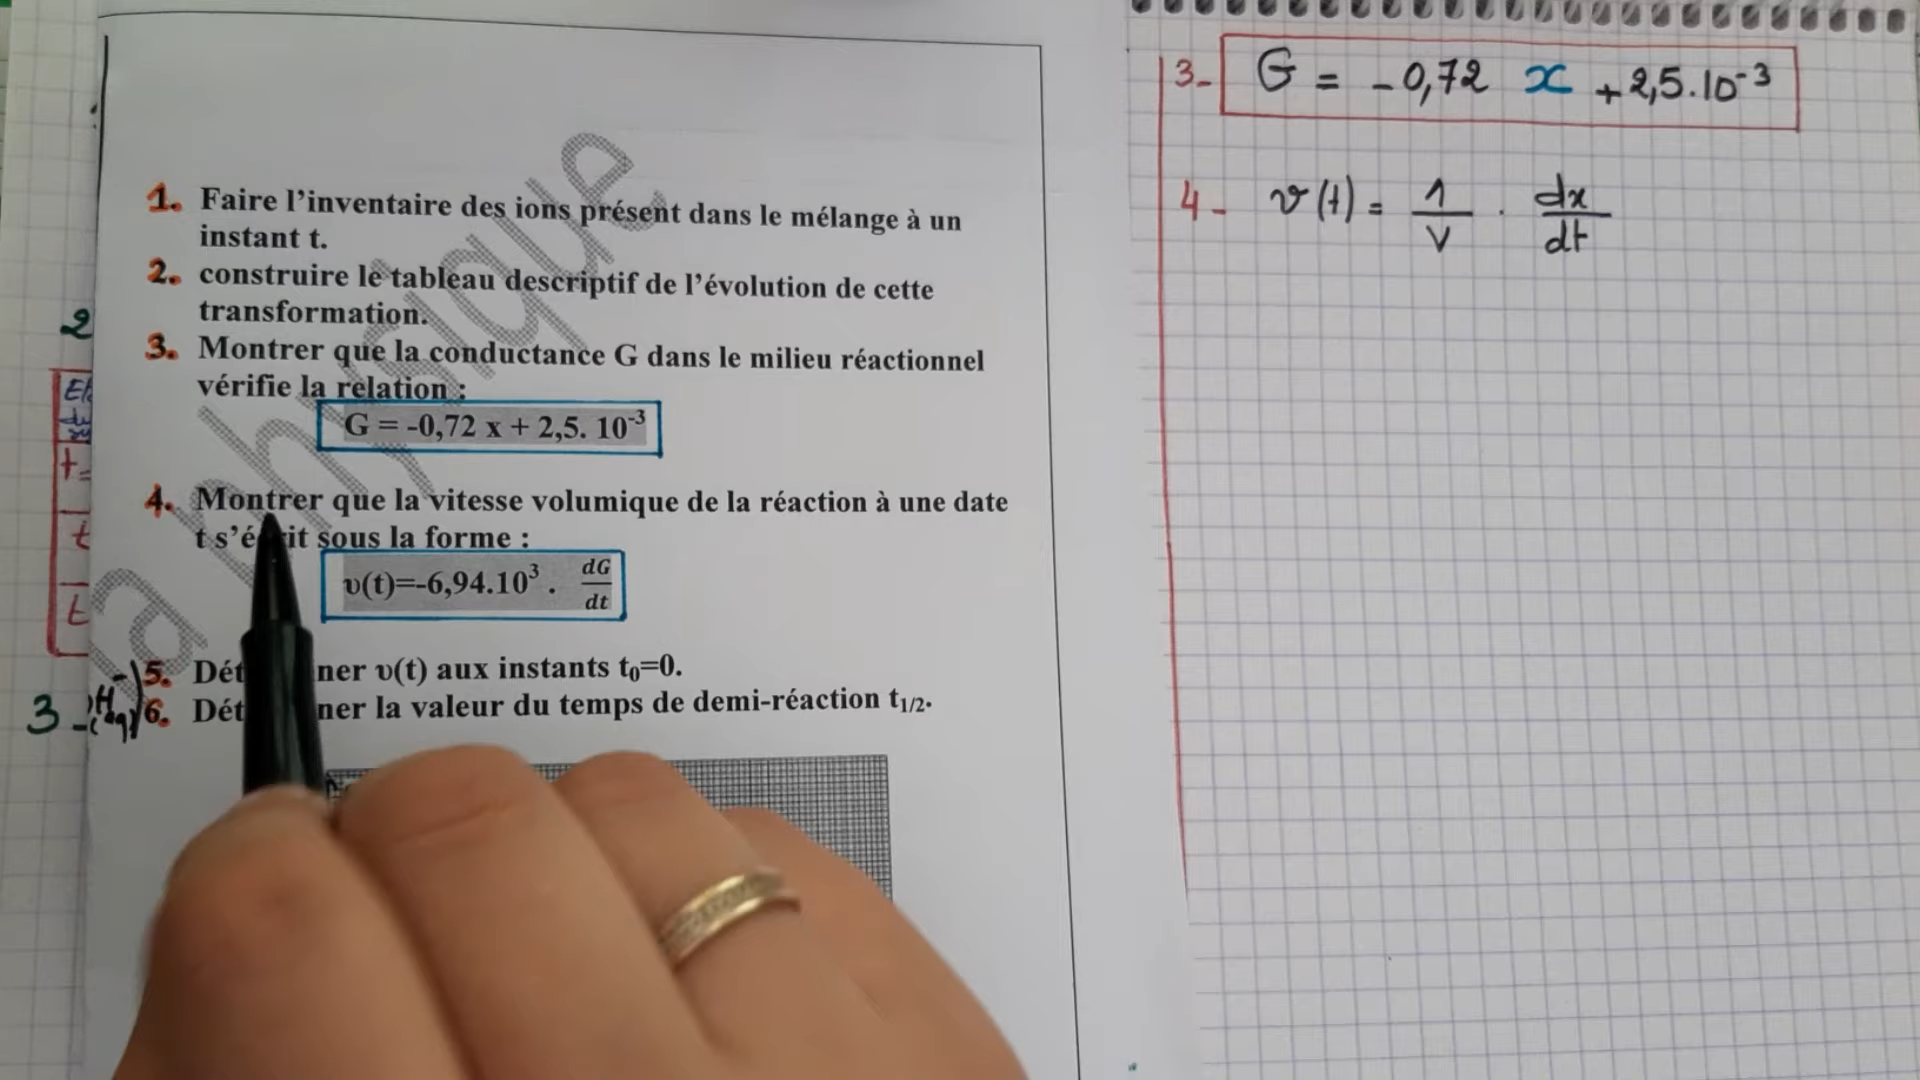 1. Faire l'inventaire des ions présent dans le mélange à un
instant t.
2. construire le tableau descriptif de l'évolution de cette
transformation.
3. Montrer que la conductance G dans le milieu réactionnel
vérifie la relation :
G = -0,72 x + 2,5. 10⁻³
4. Montrer que la vitesse volumique de la réaction à une date
t s'é it sous la forme :
υ(t)=-6,94.10³ . dG/dt
5. Dét ner υ(t) aux instants t₀=0.
6. Dét ner la valeur du temps de demi-réaction t₁/₂.
2
t=
t
t
3 -
3- G = -0,72 x + 2,5.10⁻³
4- v(t) = 1/V . dx/dt